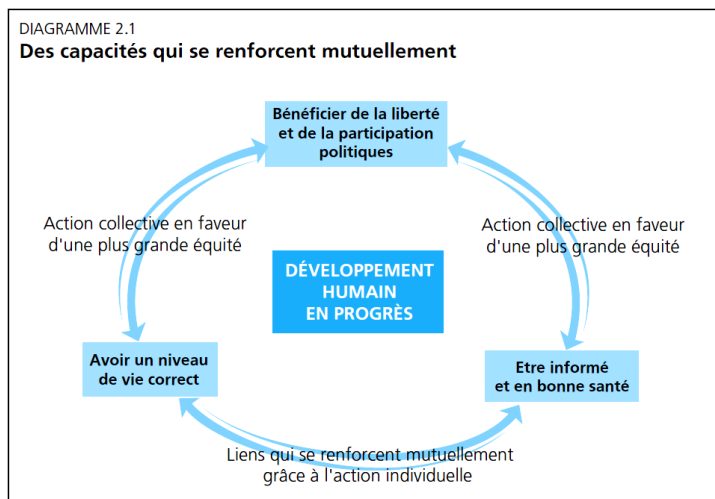 DIAGRAMME 2.1
Des capacités qui se renforcent mutuellement
Bénéficier de la liberté
et de la participation
politiques
Action collective en faveur
d'une plus grande équité
Action collective en faveur
d'une plus grande équité
DÉVELOPPEMENT
HUMAIN
EN PROGRÈS
Avoir un niveau
de vie correct
Etre informé
et en bonne santé
Liens qui se renforcent mutuellement
grâce à l'action individuelle